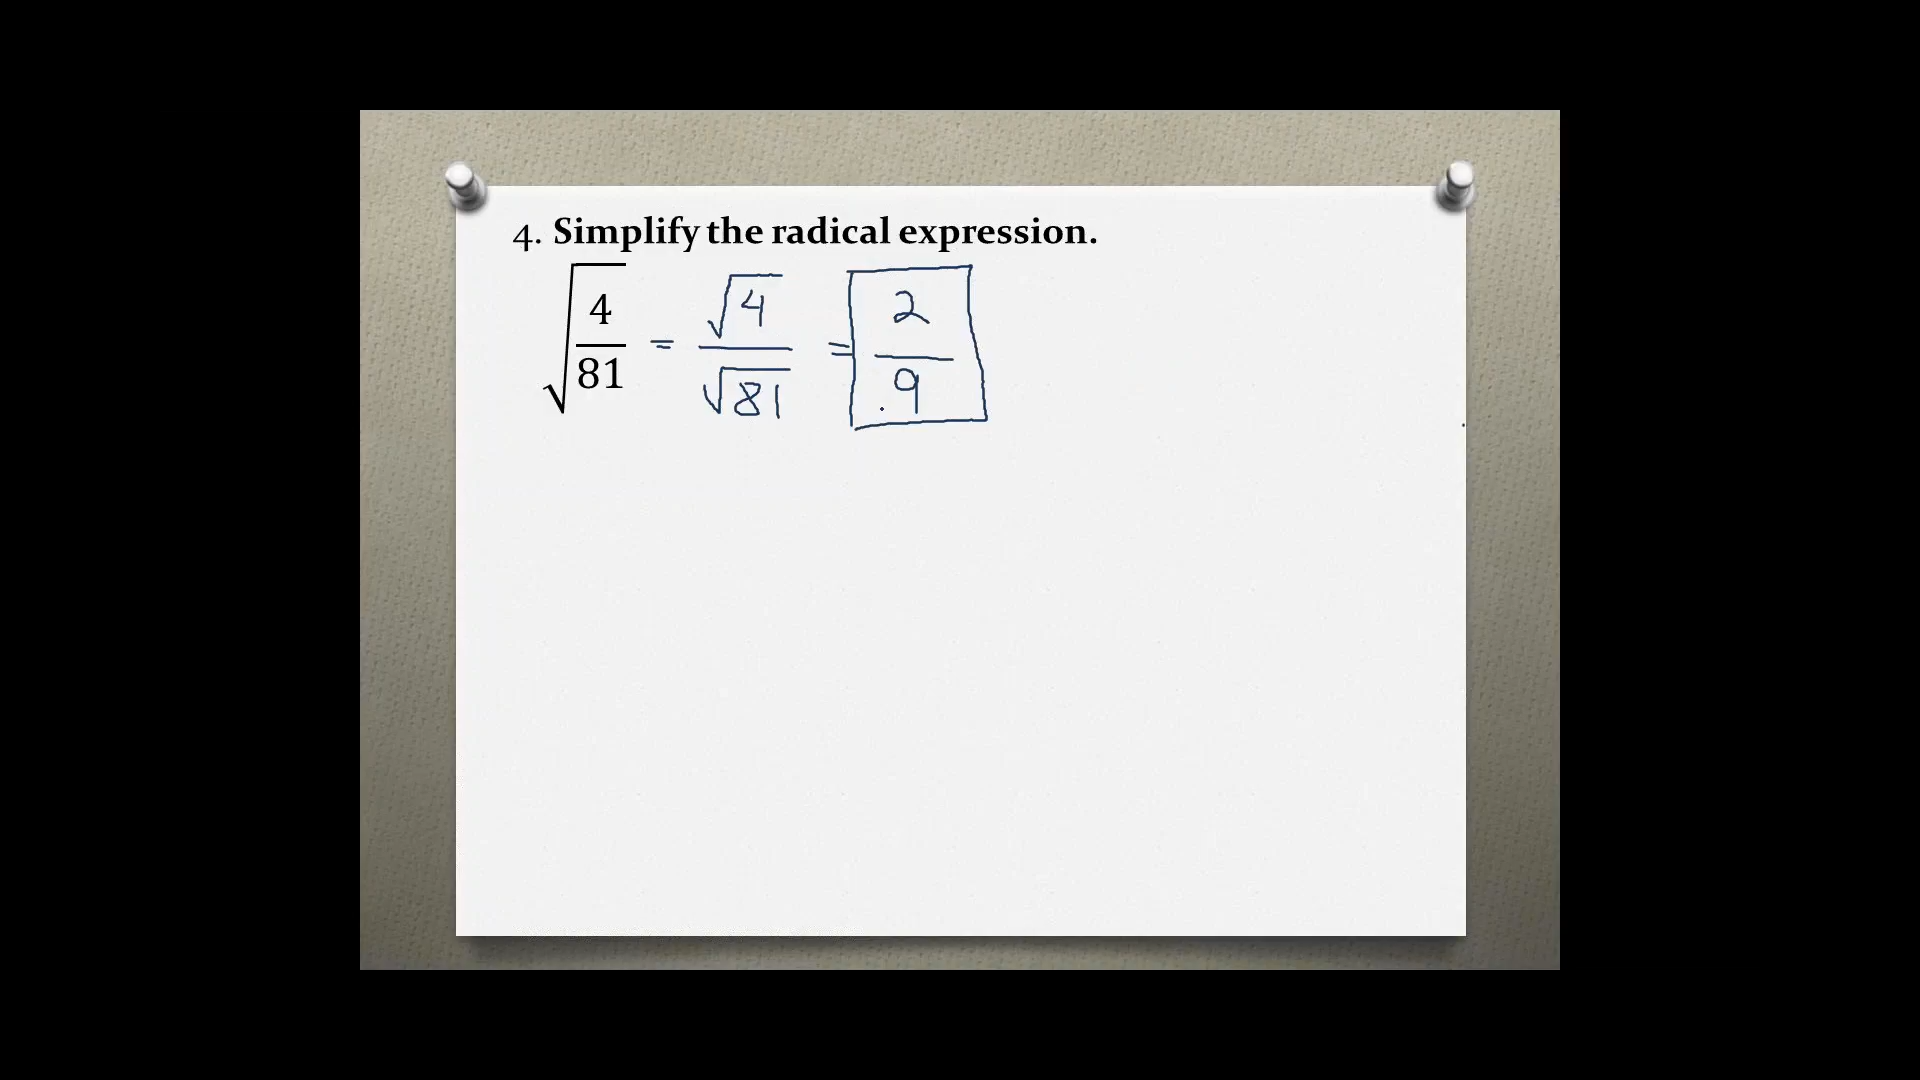 4. Simplify the radical expression.
√(4/81) = √4/√81 = 2/9